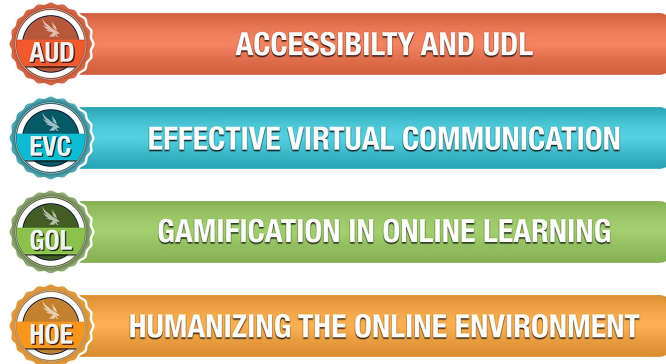 AUD
ACCESSIBILTY AND UDL
EVC
EFFECTIVE VIRTUAL COMMUNICATION
GOL
GAMIFICATION IN ONLINE LEARNING
HOE
HUMANIZING THE ONLINE ENVIRONMENT